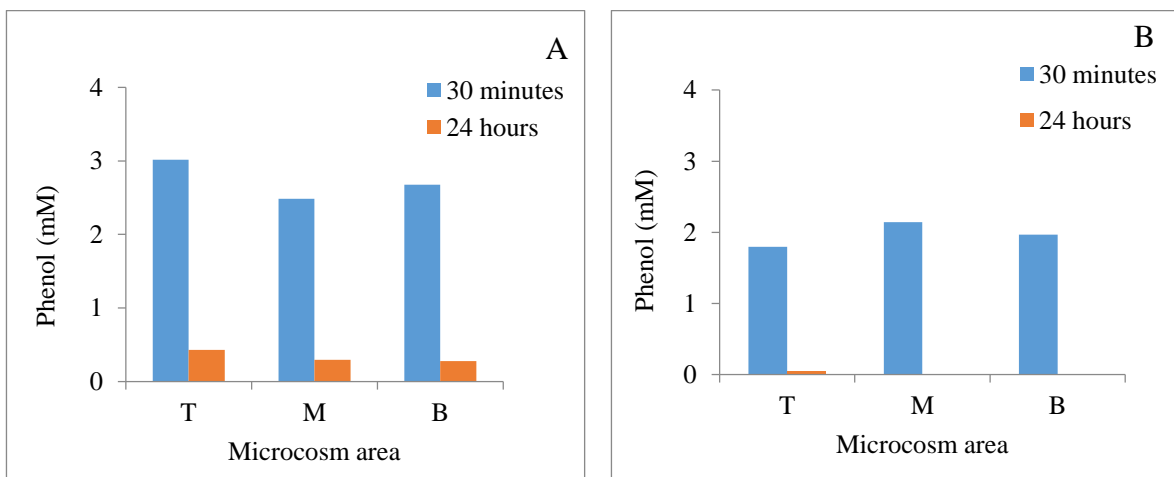 A
30 minutes
24 hours
4
3
2
1
0
Phenol (mM)
T M B
Microcosm area
B
30 minutes
24 hours
4
3
2
1
0
Phenol (mM)
T M B
Microcosm area